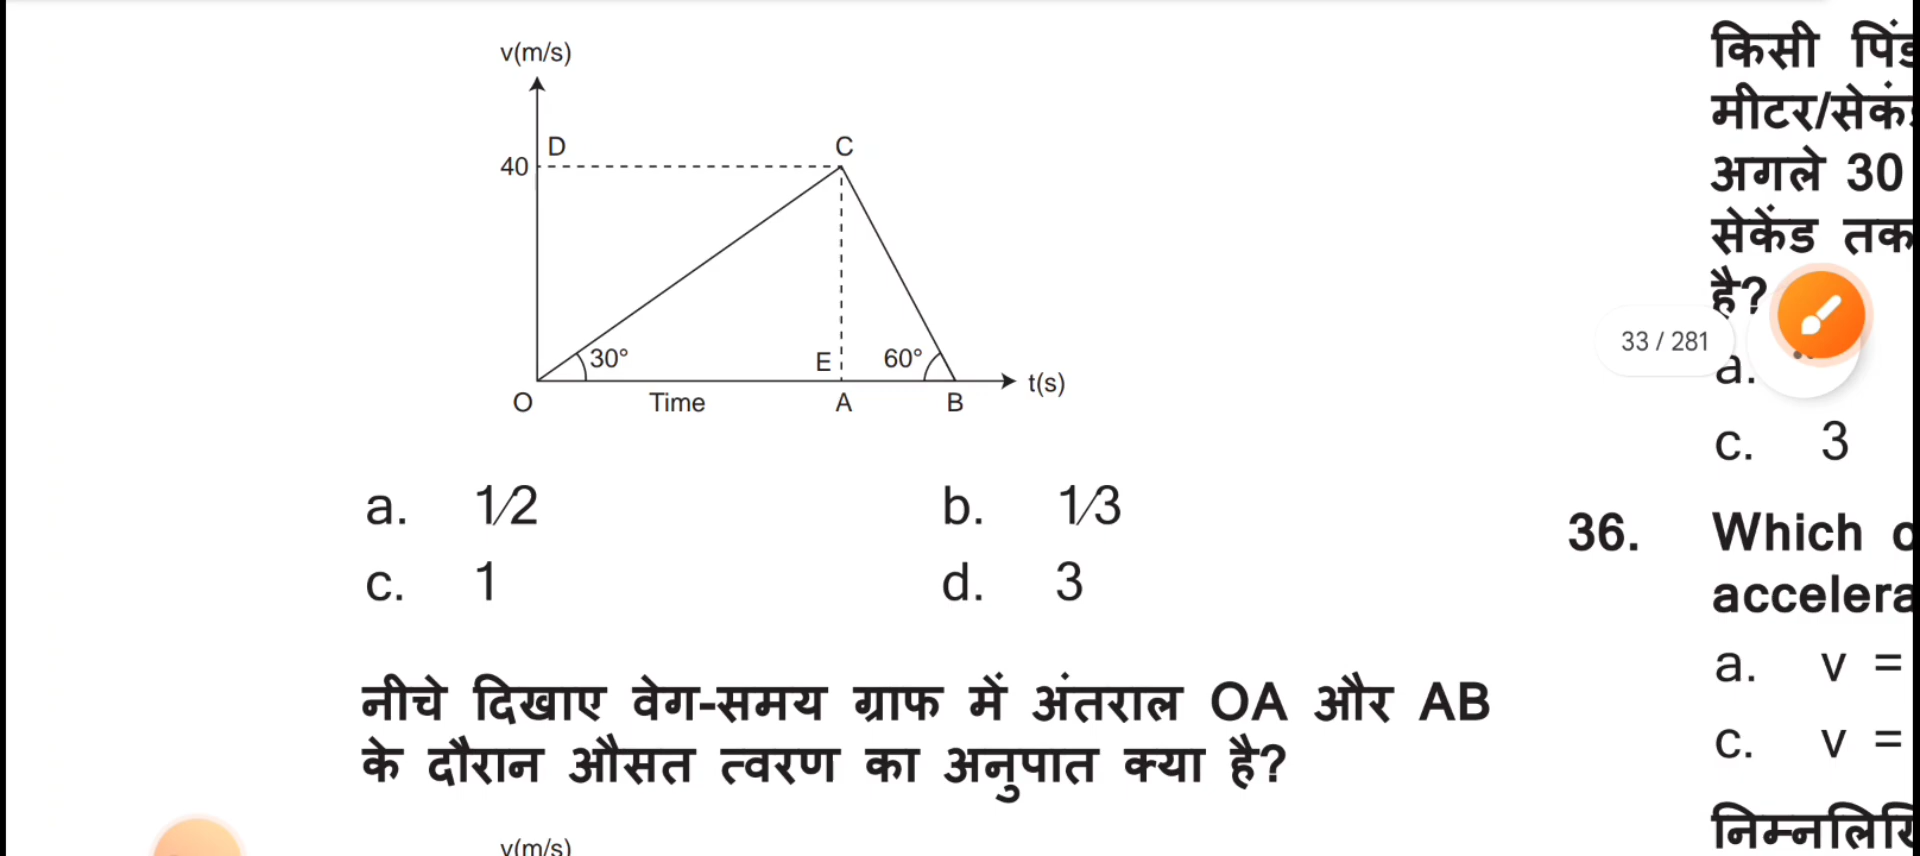 v(m/s)
D
C
40
30°
E
60°
t(s)
O
Time
A
B
a. 1/2
b. 1/3
c. 1
d. 3
नीचे दिखाए वेग-समय ग्राफ में अंतराल OA और AB
के दौरान औसत त्वरण का अनुपात क्या है?
v(m/s)
किसी
मीटर/सेकं
अगले 30
सेकेंड तक
है?
33 / 281
a.
c. 3
36. Which
accelera
a. v =
c. v =